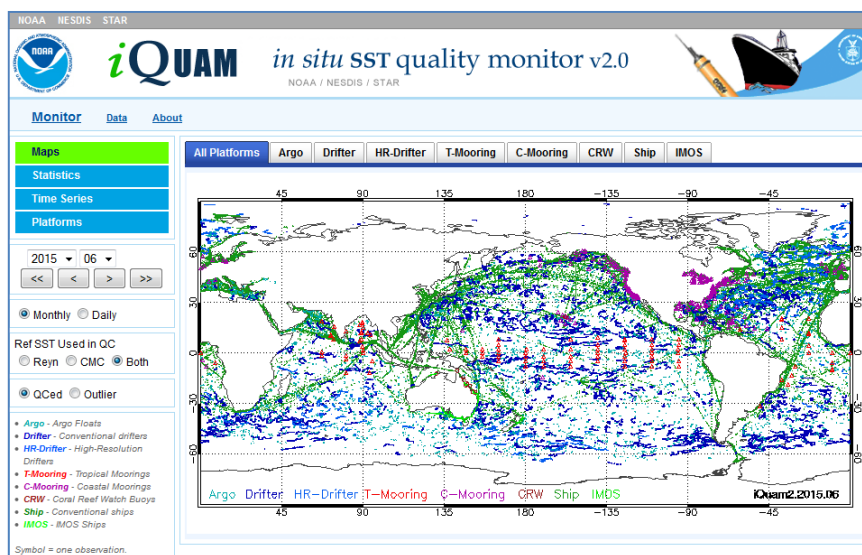 NOAA NESDIS STAR
NOAA
iQUAM
in situ SST quality monitor v2.0
NOAA / NESDIS / STAR
Monitor Data About
Maps
Statistics
Time Series
Platforms
2015 06
<< < > >>
Monthly Daily
Ref SST Used in QC
Reyn CMC Both
QCed Outlier
Argo - Argo Floats
Drifter - Conventional drifters
HR-Drifter - High-Resolution
Drifters
T-Mooring - Tropical Moorings
C-Mooring - Coastal Moorings
CRW - Coral Reef Watch Buoys
Ship - Conventional ships
IMOS - IMOS Ships
Symbol = one observation.
All Platforms Argo Drifter HR-Drifter T-Mooring C-Mooring CRW Ship IMOS
45 90 135 180 -135 -90 -45
60 60
30 30
0 0
-30 -30
-60 -60
Argo Drifter HR-Drifter T-Mooring C-Mooring CRW Ship IMOS iQuam2.2015.06
45 90 135 180 -135 -90 -45